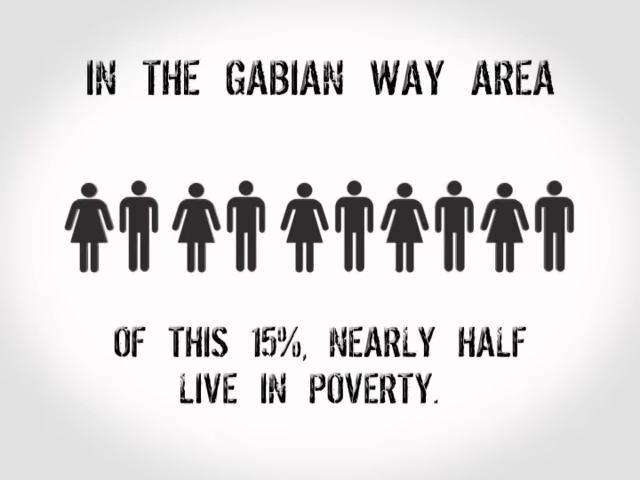 IN THE GABIAN WAY AREA
OF THIS 15%, NEARLY HALF
LIVE IN POVERTY.